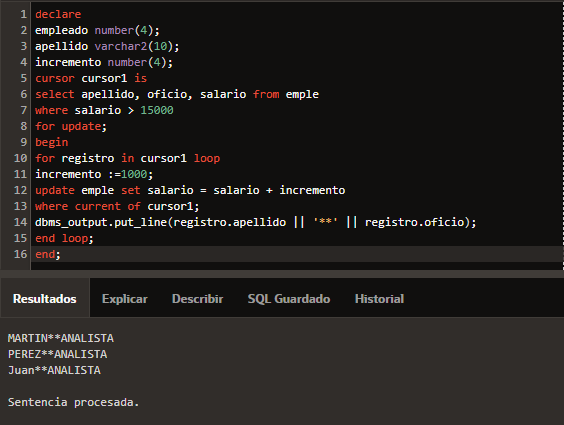 1 declare
2 empleado number(4);
3 apellido varchar2(10);
4 incremento number(4);
5 cursor cursor1 is
6 select apellido, oficio, salario from emple
7 where salario > 15000
8 for update;
9 begin
10 for registro in cursor1 loop
11 incremento :=1000;
12 update emple set salario = salario + incremento
13 where current of cursor1;
14 dbms_output.put_line(registro.apellido || '**' || registro.oficio);
15 end loop;
16 end;
Resultados Explicar Describir SQL Guardado Historial
MARTIN**ANALISTA
PEREZ**ANALISTA
Juan**ANALISTA
Sentencia procesada.